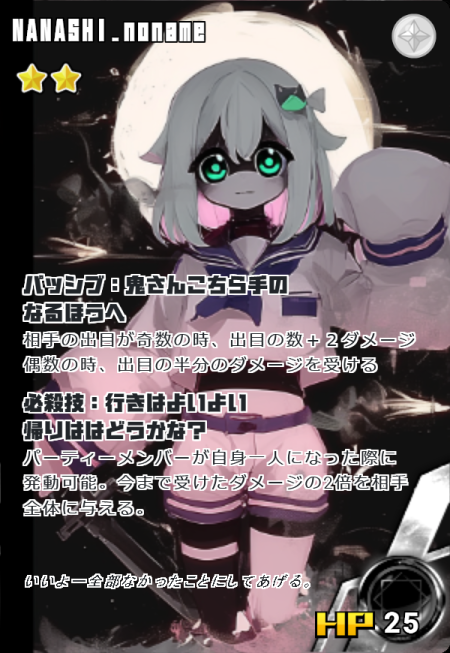 NANASHI_noname
パッシブ：鬼さんこちら手の
なるほうへ
相手の出目が奇数の時、出目の数＋２ダメージ
偶数の時、出目の半分のダメージを受ける
必殺技：行きはよいよい
帰りははどうかな？
パーティーメンバーが自身一人になった際に
発動可能。今まで受けたダメージの2倍を相手
全体に与える。
いいよー全部なかったことにしてあげる。
HP 25